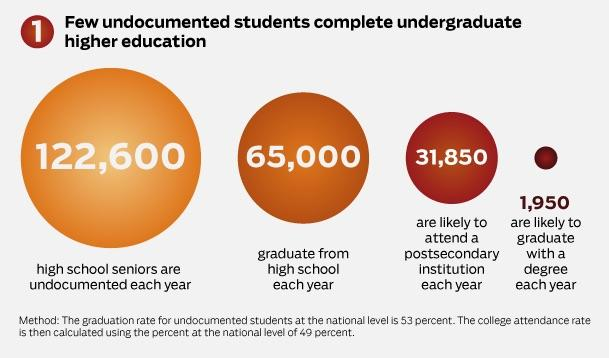 1
Few undocumented students complete undergraduate
higher education
122,600
high school seniors are
undocumented each year
65,000
graduate from
high school
each year
31,850
are likely to
attend a
postsecondary
institution
each year
1,950
are likely to
graduate
with a
degree
each year
Method: The graduation rate for undocumented students at the national level is 53 percent. The college attendance rate
is then calculated using the percent at the national level of 49 percent.